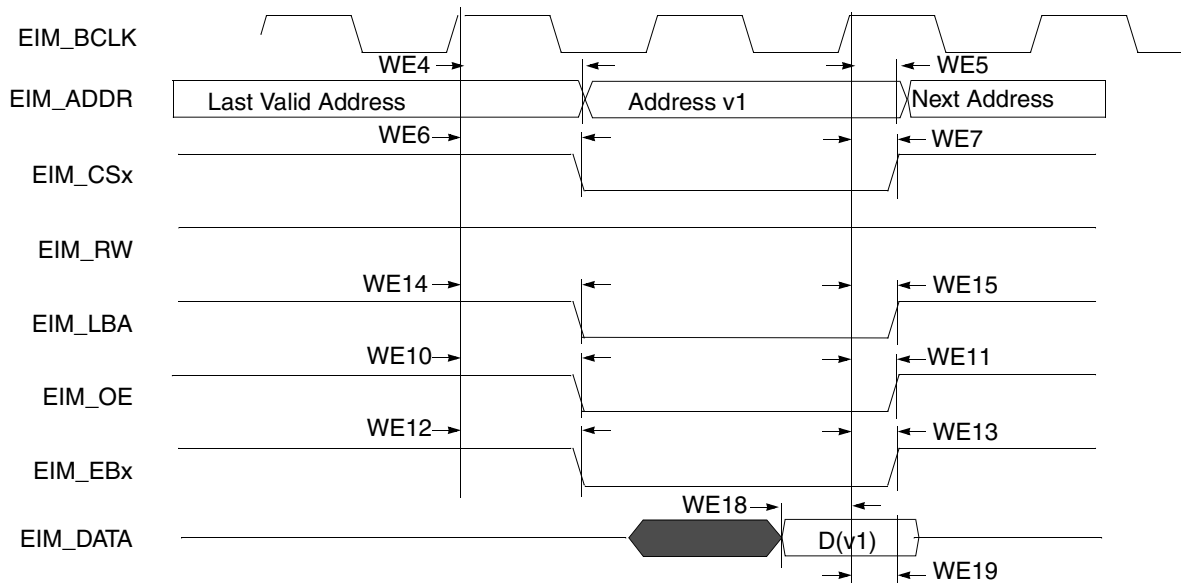 EIM_BCLK
WE4
WE5
EIM_ADDR
Last Valid Address
Address v1
Next Address
WE6
WE7
EIM_CSx
EIM_RW
WE14
WE15
EIM_LBA
WE10
WE11
EIM_OE
WE12
WE13
EIM_EBx
WE18
EIM_DATA
D(v1)
WE19